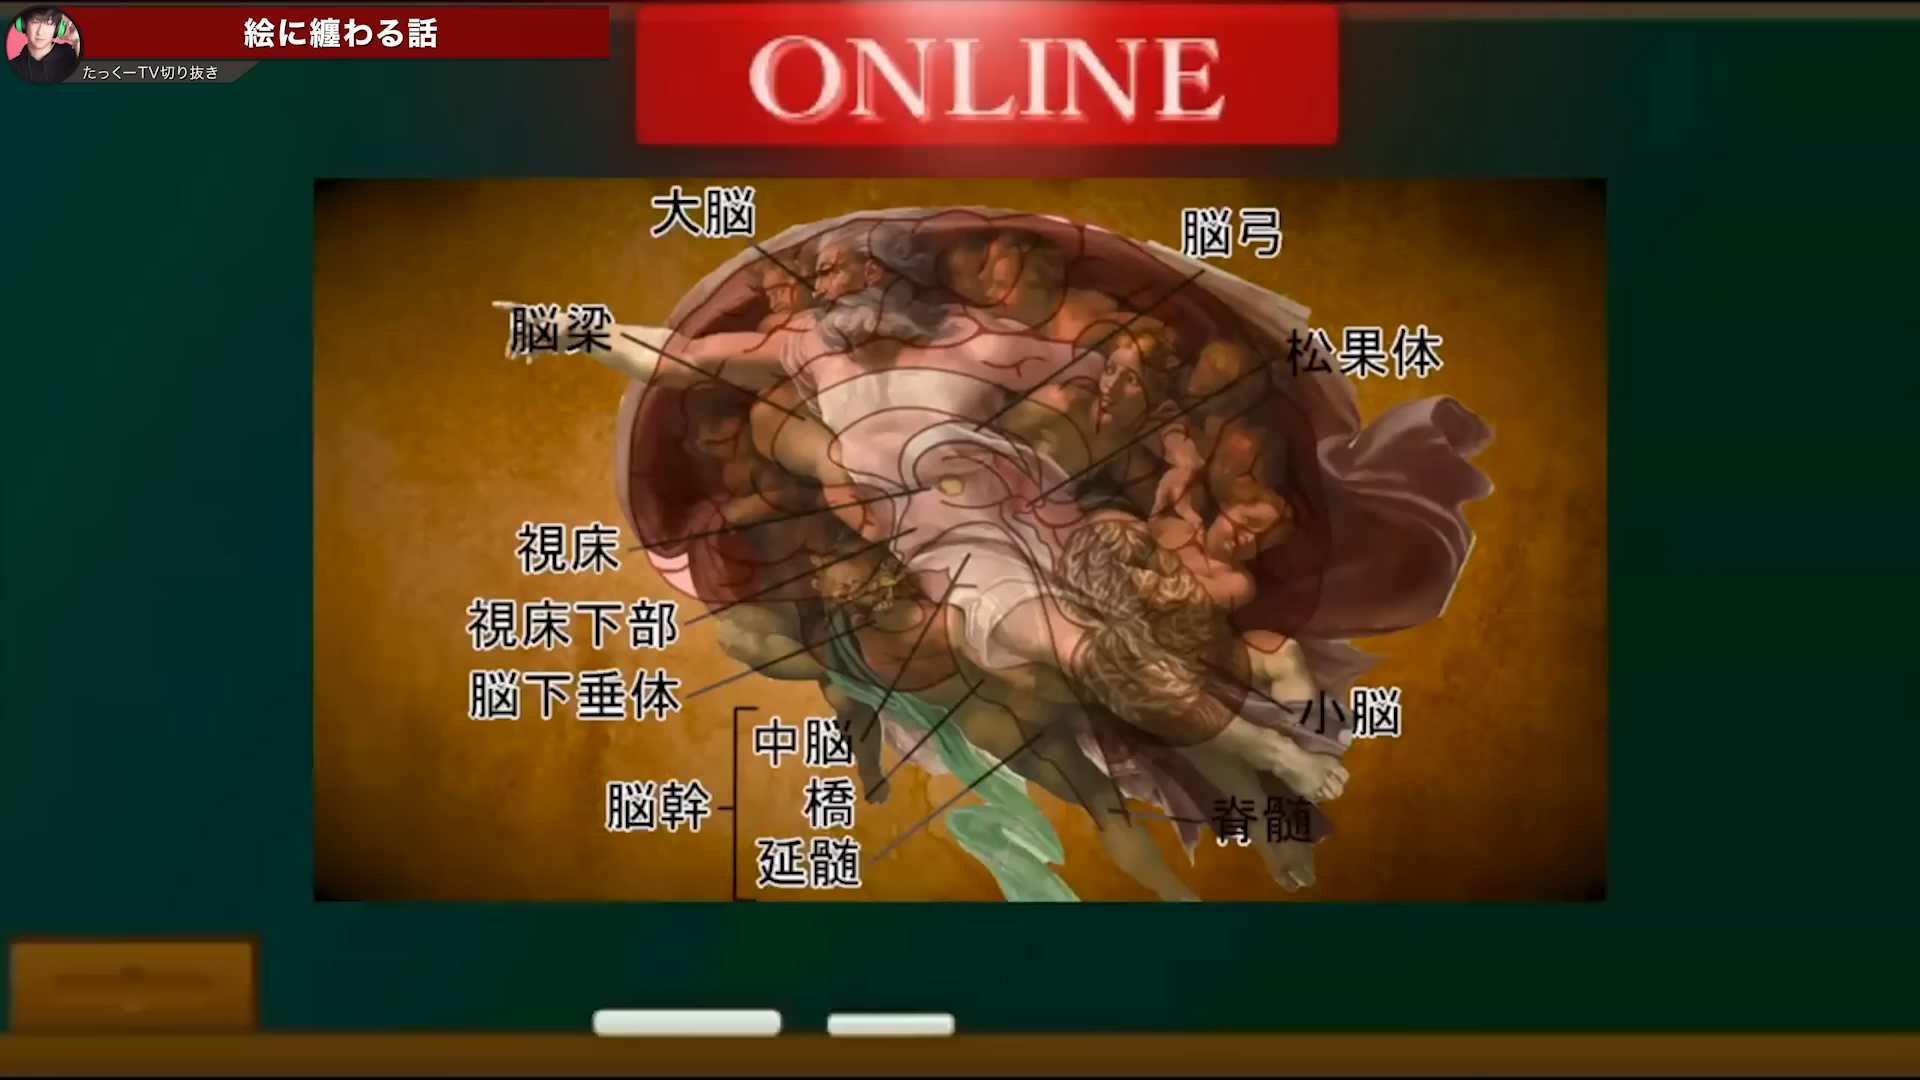 絵に纏わる話
たっくーTV切り抜き
ONLINE
大脳
脳弓
脳梁
松果体
視床
視床下部
脳下垂体
小脳
中脳
脳幹
橋
延髄
脊髄